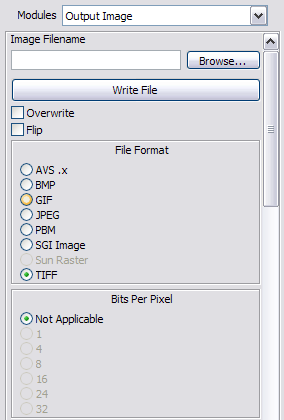 Modules Output Image
Image Filename
Browse...
Write File
Overwrite
Flip
File Format
AVS .x
BMP
GIF
JPEG
PBM
SGI Image
Sun Raster
TIFF
Bits Per Pixel
Not Applicable
1
4
8
16
24
32